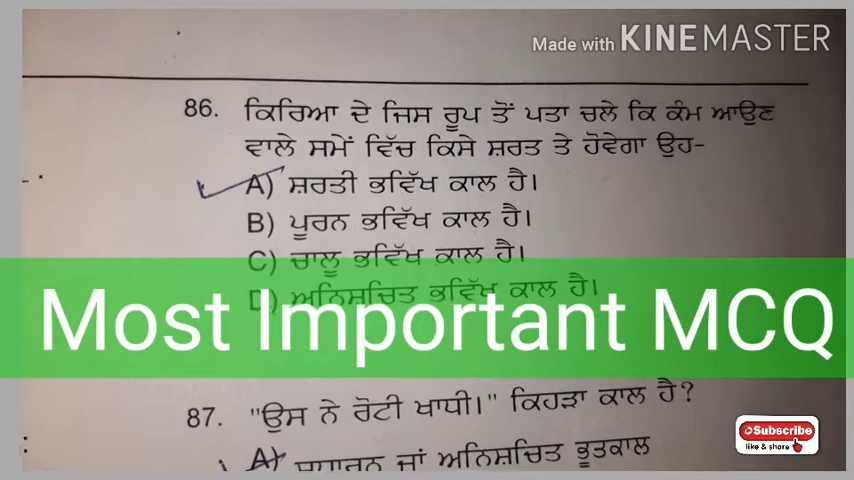 Made with KINEMASTER
86. ਕਿਰਿਆ ਦੇ ਜਿਸ ਰੂਪ ਤੋਂ ਪਤਾ ਚਲੇ ਕਿ ਕੰਮ ਆਉਣ
ਵਾਲੇ ਸਮੇਂ ਵਿੱਚ ਕਿਸੇ ਸ਼ਰਤ ਤੇ ਹੋਵੇਗਾ ਉਹ-
A) ਸ਼ਰਤੀ ਭਵਿੱਖ ਕਾਲ ਹੈ।
B) ਪੂਰਨ ਭਵਿੱਖ ਕਾਲ ਹੈ।
C) ਚਾਲੂ ਭਵਿੱਖ ਕਾਲ ਹੈ।
D) ਅਨਿਸ਼ਚਿਤ ਭਵਿੱਖ ਕਾਲ ਹੈ।
Most Important MCQ
87. "ਉਸ ਨੇ ਰੋਟੀ ਖਾਧੀ।" ਕਿਹੜਾ ਕਾਲ ਹੈ?
Subscribe
like & share
A) ਸਧਾਰਨ ਜਾਂ ਅਨਿਸ਼ਚਿਤ ਭੂਤਕਾਲ